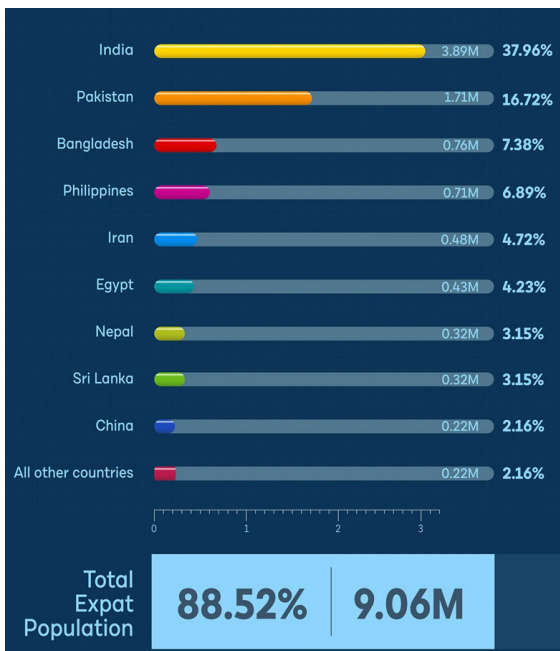 India 3.89M 37.96%
Pakistan 1.71M 16.72%
Bangladesh 0.76M 7.38%
Philippines 0.71M 6.89%
Iran 0.48M 4.72%
Egypt 0.43M 4.23%
Nepal 0.32M 3.15%
Sri Lanka 0.32M 3.15%
China 0.22M 2.16%
All other countries 0.22M 2.16%
0 1 2 3
Total
Expat
Population
88.52% 9.06M